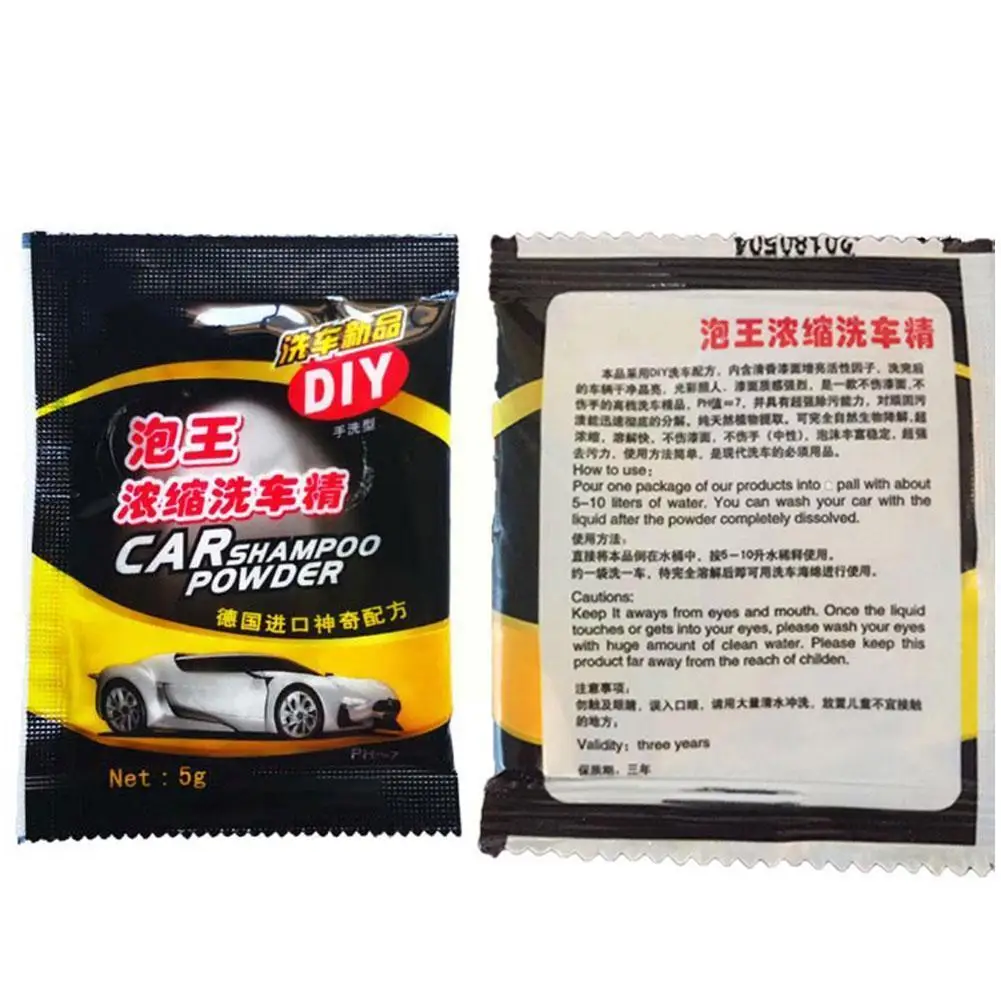 洗车新品
DIY
手洗型
泡王
浓缩洗车精
CAR SHAMPOO
POWDER
德国进口神奇配方
Net : 5g
20180504
泡王浓缩洗车精
本品采用DIY洗车配方，内含清香漆面增亮活性因子，洗完后
的车辆干净晶亮，光彩照人，漆面质感强烈，是一款不伤漆面，不
伤手的高档洗车精品，PH值=7，并具有超强除污能力，对顽固污
渍能迅速彻底的分解，纯天然植物提取。可完全自然生物降解，超
浓缩，溶解快，不伤漆面，不伤手（中性），泡沫丰富稳定，超强
去污力，使用方法简单，是现代洗车的必须用品。
How to use:
Pour one package of our products into pall with about
5-10 liters of water. You can wash your car with the
liquid after the powder completely dissolved.
使用方法：
直接将本品倒在水桶中，按5-10升水稀释使用。
约一袋洗一车，待完全溶解后即可用洗车海绵进行使用。
Cautions:
Keep It aways from eyes and mouth. Once the liquid
touches or gets into your eyes, please wash your eyes
with huge amount of clean water. Please keep this
product far away from the reach of childen.
注意事项：
勿触及眼睛，误入口眼，请用大量清水冲洗，放置儿童不宜接触
的地方，
Validity: three years
保质期，三年